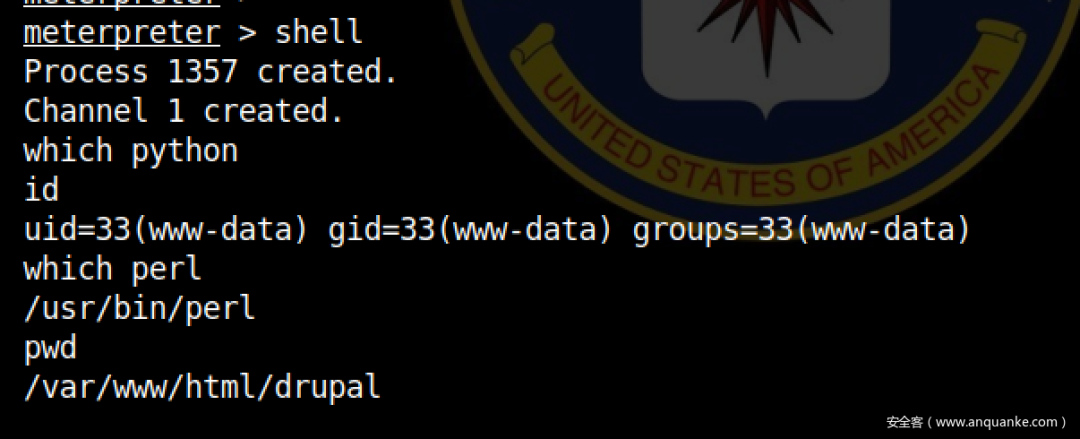 meterpreter >
meterpreter > shell
Process 1357 created.
Channel 1 created.
which python
id
uid=33(www-data) gid=33(www-data) groups=33(www-data)
which perl
/usr/bin/perl
pwd
/var/www/html/drupal
UNITED STATES OF AMERICA
安全客（www.anquanke.com）